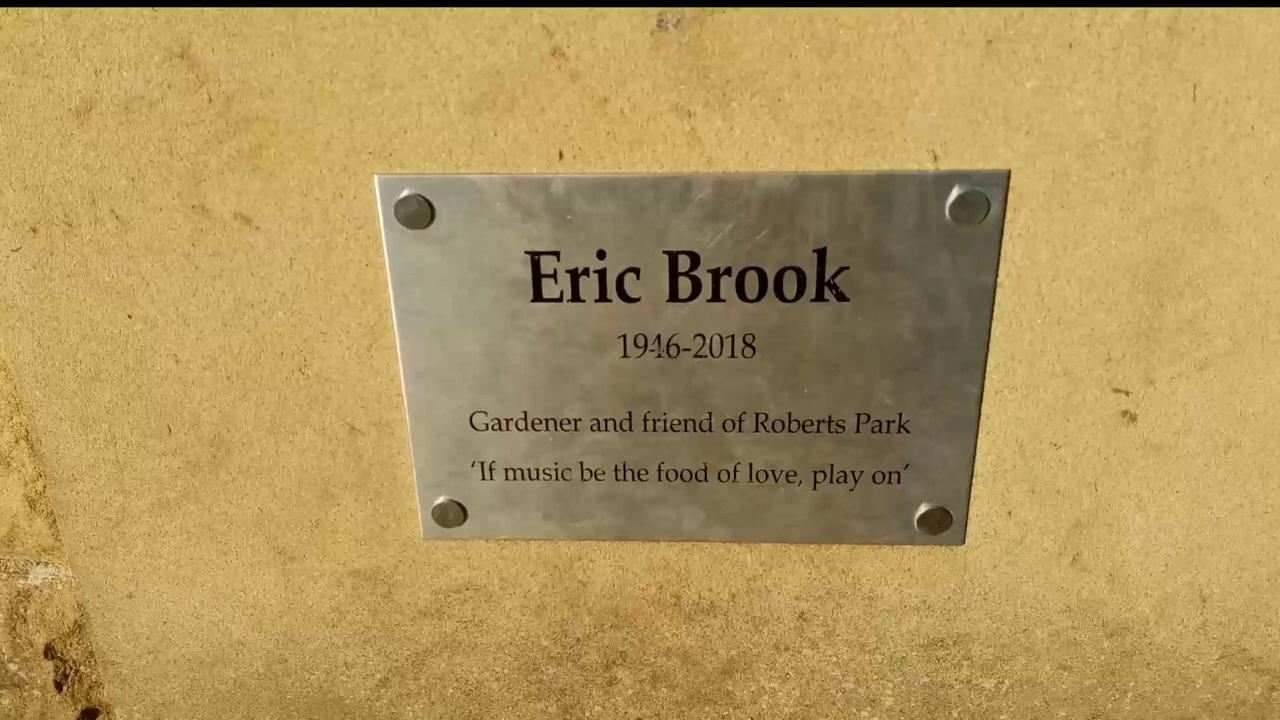 Eric Brook
1946-2018
Gardener and friend of Roberts Park
‘If music be the food of love, play on’